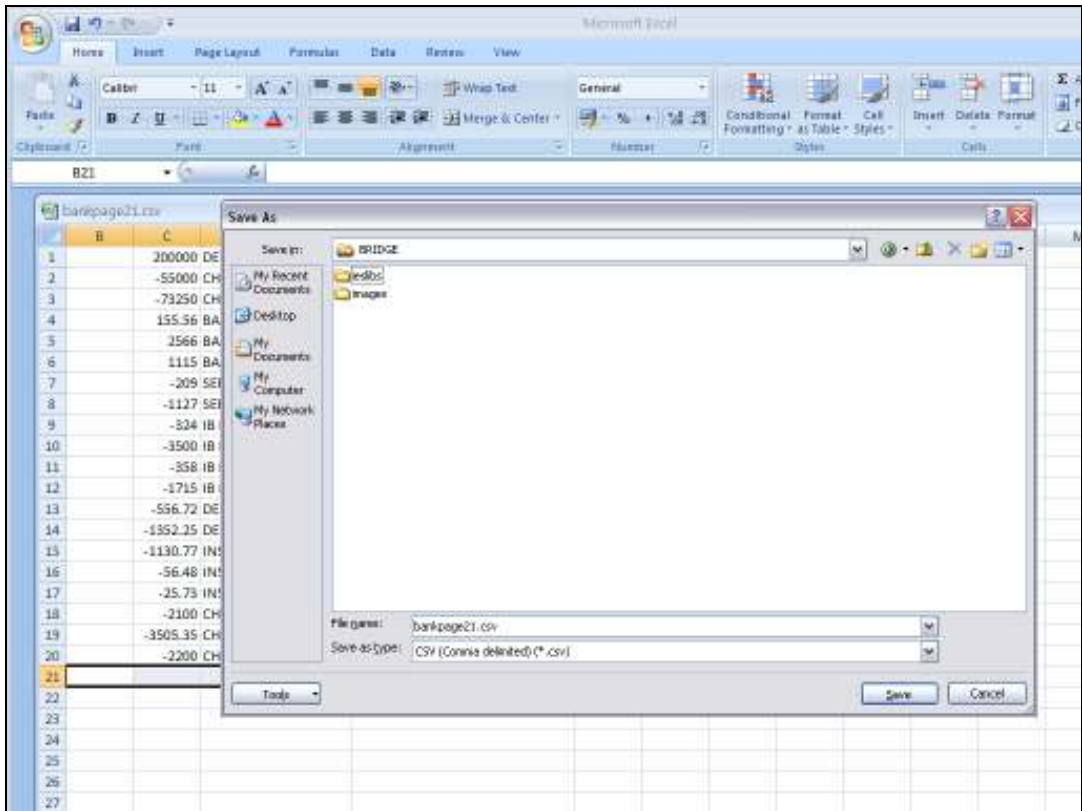 Microsoft Excel
Home Insert Page Layout Formulas Data Review View
Calibri 11 A A Wrap Text General
Paste B I U A Merge & Center % , Conditional Formatting Format as Table Cell Styles Insert Delete Format
Clipboard Font Alignment Number Styles Cells
B21 fx
bankpage21.csv
Save As
B C
Save in: BRIDGE
1 200000 DE
2 -55000 CH
3 -73250 CH
4 155.56 BA
5 2566 BA
6 1115 BA
7 -209 SE
8 -1127 SE
9 -324 IB
10 -3500 IB
11 -358 IB
12 -1715 IB
13 -556.72 DE
14 -1352.25 DE
15 -1130.77 INS
16 -56.48 INS
17 -25.73 INS
18 -2100 CH
19 -3505.35 CH
20 -2200 CH
21
22
23
24
25
26
27
My Recent Documents
Desktop
My Documents
My Computer
My Network Places
images
File name: bankpage21.csv
Save as type: CSV (Comma delimited) (*.csv)
Tools Save Cancel